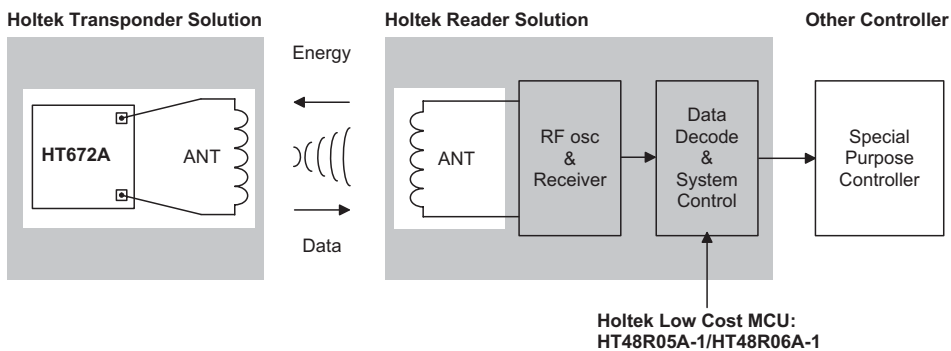 Holtek Transponder Solution
Holtek Reader Solution
Other Controller
Energy
HT672A
ANT
Data
ANT
RF osc
&
Receiver
Data
Decode
&
System
Control
Special
Purpose
Controller
Holtek Low Cost MCU:
HT48R05A-1/HT48R06A-1